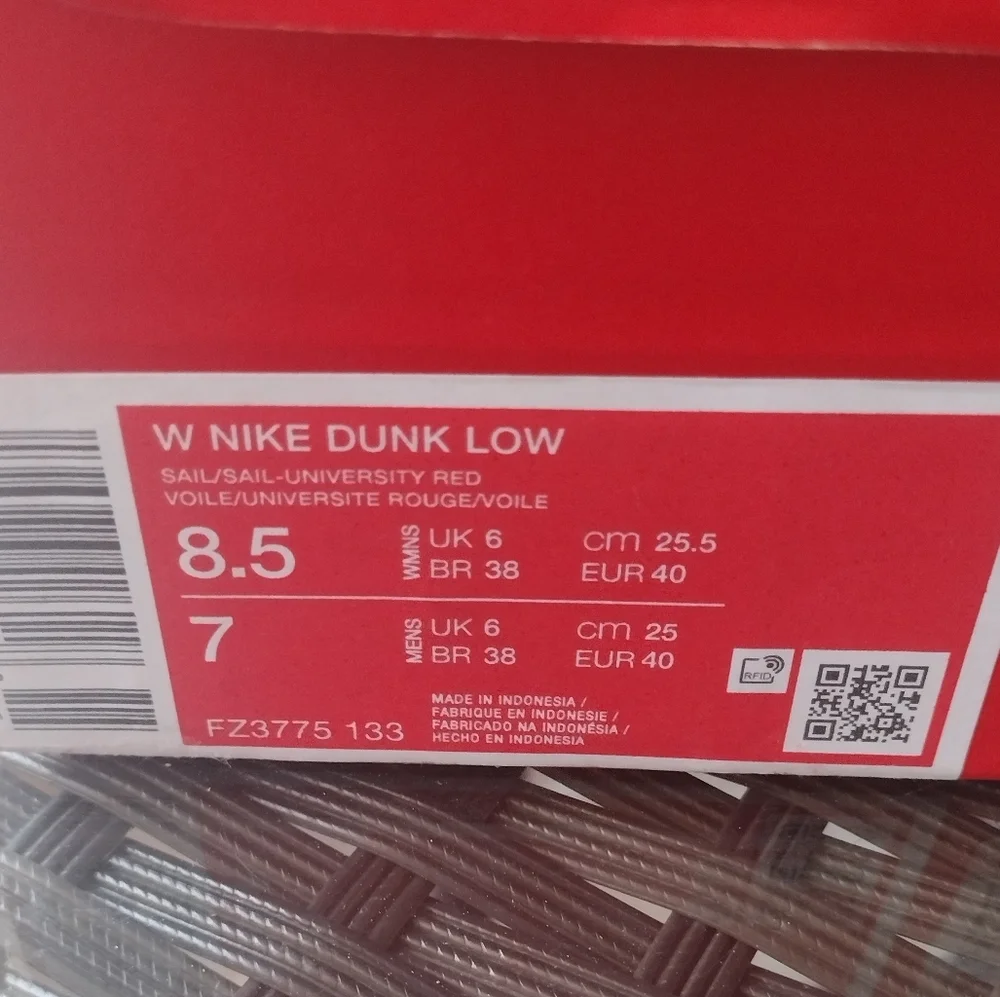 W NIKE DUNK LOW
SAIL/SAIL-UNIVERSITY RED
VOILE/UNIVERSITE ROUGE/VOILE
8.5 WMNS UK 6 cm 25.5
BR 38 EUR 40
7 MENS UK 6 cm 25
BR 38 EUR 40
RFID
FZ3775 133
MADE IN INDONESIA /
FABRIQUE EN INDONESIE /
FABRICADO NA INDONÉSIA /
HECHO EN INDONESIA